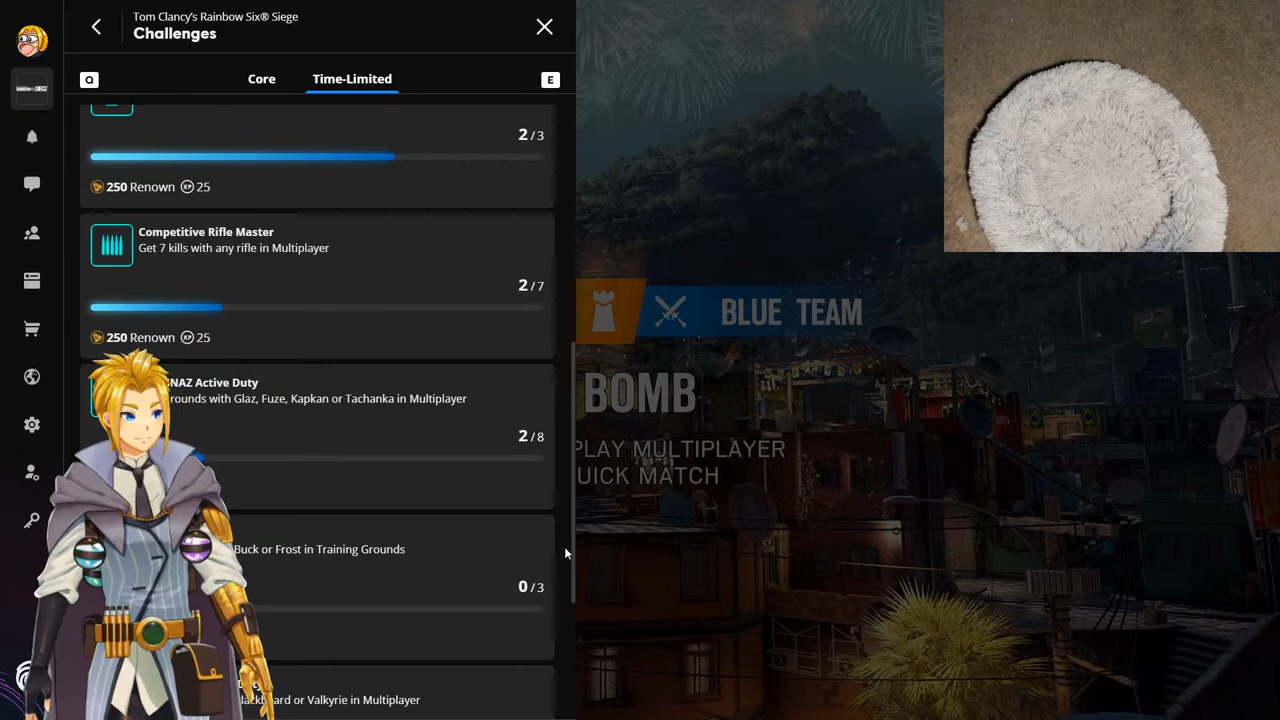 Tom Clancy's Rainbow Six® Siege
Challenges
Q
Core
Time-Limited
E
2 / 3
250 Renown XP 25
Competitive Rifle Master
Get 7 kills with any rifle in Multiplayer
2 / 7
250 Renown XP 25
NAZ Active Duty
rounds with Glaz, Fuze, Kapkan or Tachanka in Multiplayer
2 / 8
Buck or Frost in Training Grounds
0 / 3
or Valkyrie in Multiplayer
BLUE TEAM
BOMB
PLAY MULTIPLAYER
UICK MATCH